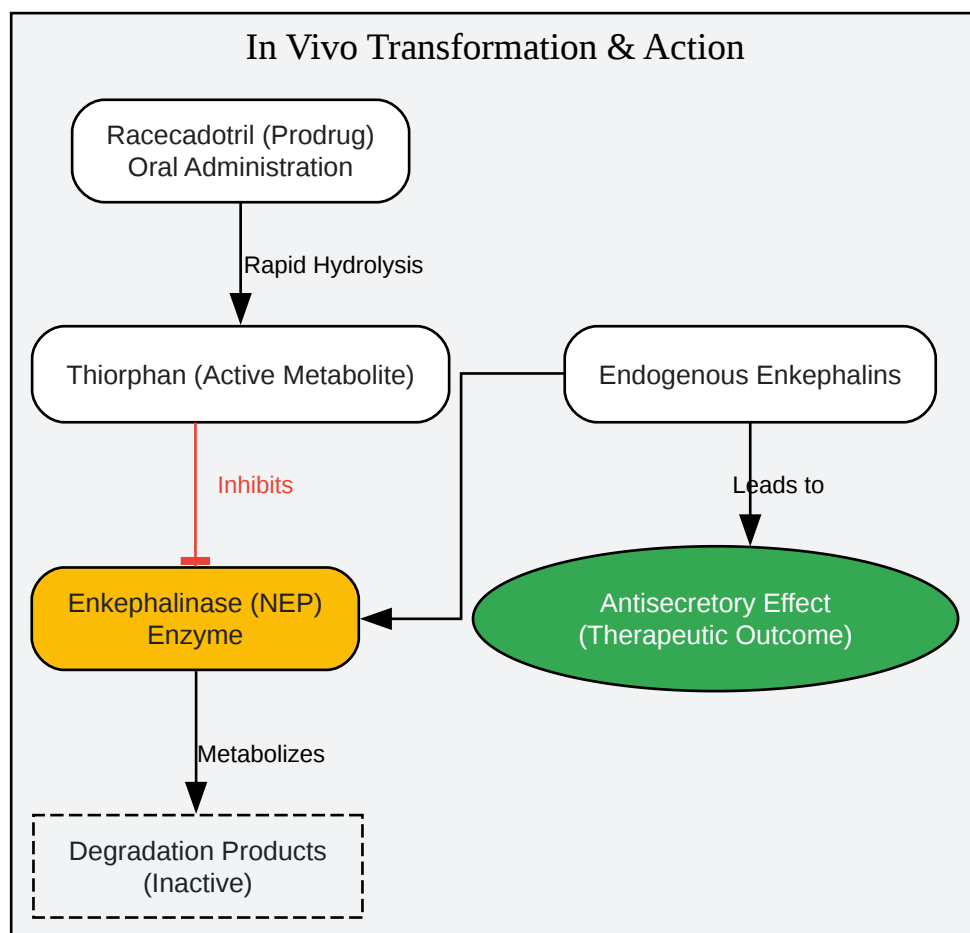 In Vivo Transformation & Action
Racecadotril (Prodrug)
Oral Administration
Rapid Hydrolysis
Thiorphan (Active Metabolite)
Endogenous Enkephalins
Inhibits
Leads to
Enkephalinase (NEP)
Enzyme
Antisecretory Effect
(Therapeutic Outcome)
Metabolizes
Degradation Products
(Inactive)